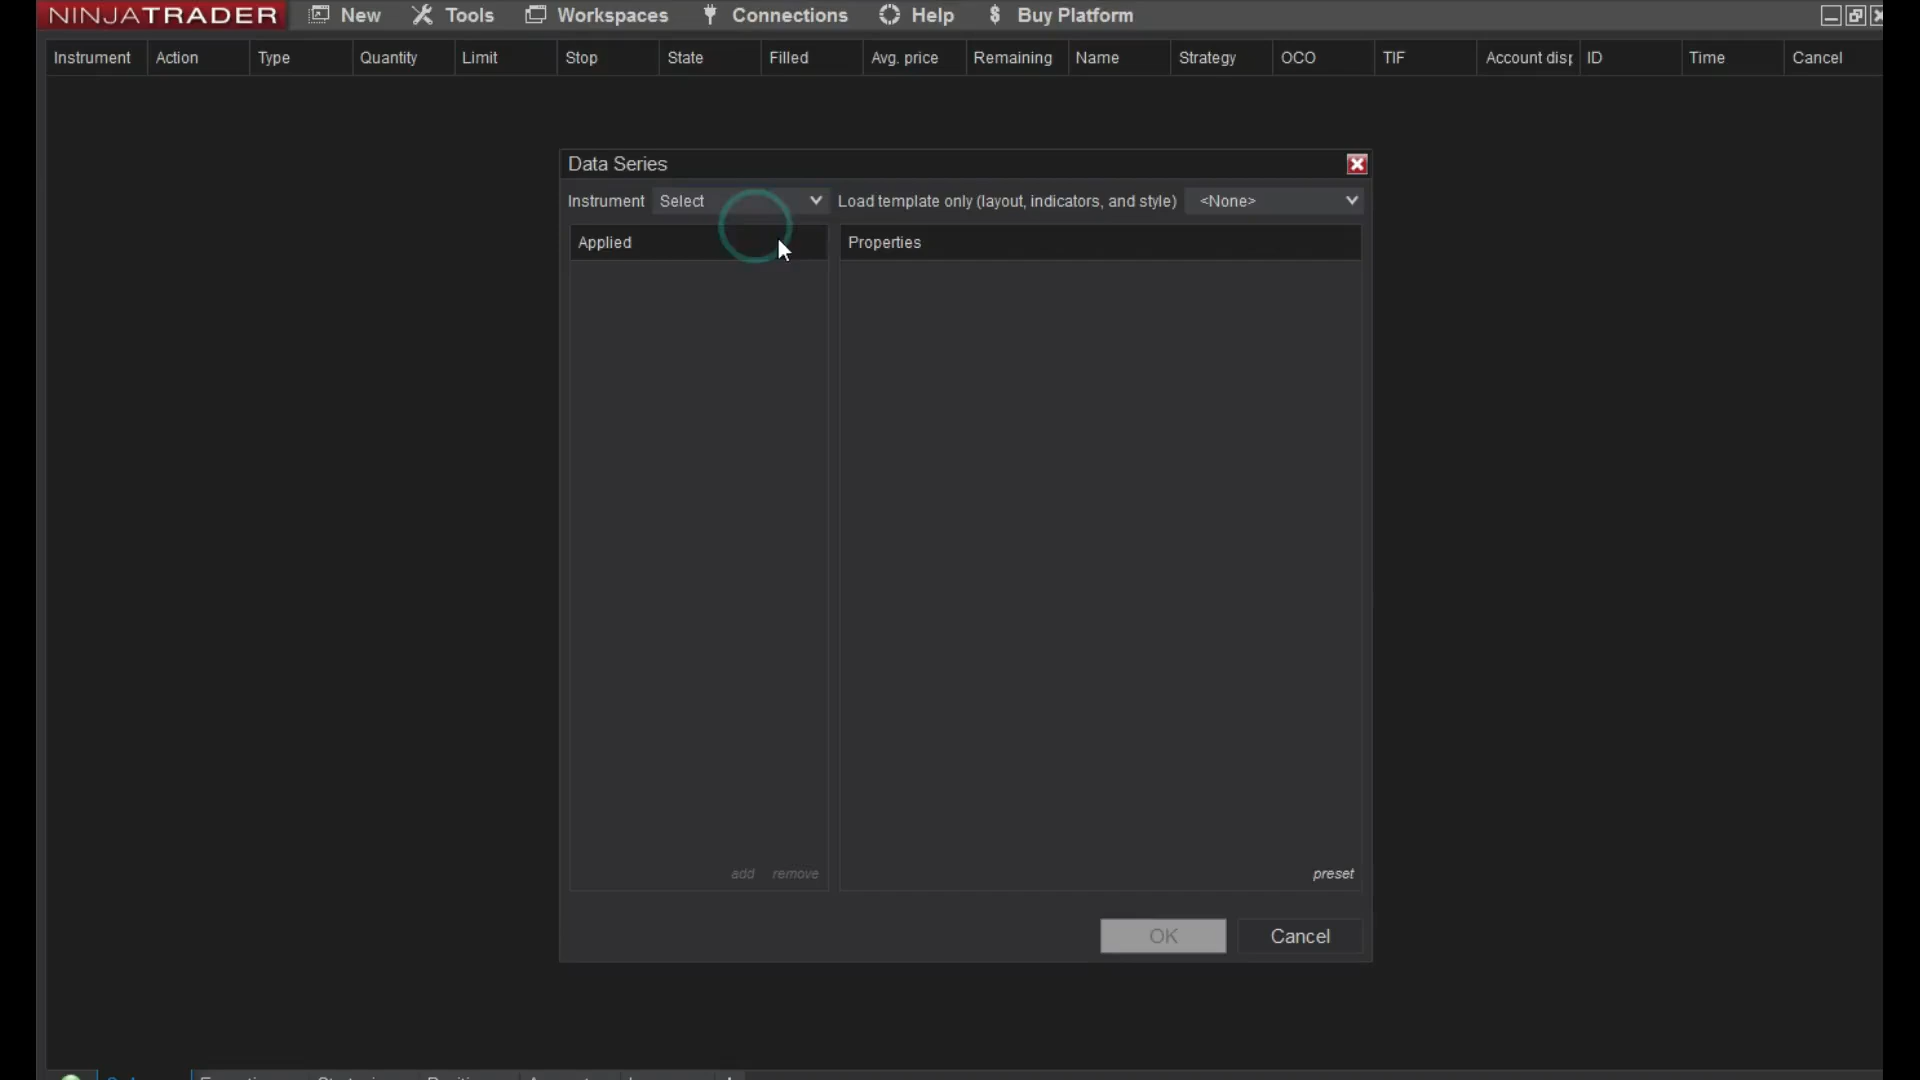 NINJATRADER New Tools Workspaces Connections Help $ Buy Platform
Instrument Action Type Quantity Limit Stop State Filled Avg. price Remaining Name Strategy OCO TIF Account disp ID Time Cancel
Data Series
Instrument Select Load template only (layout, indicators, and style) <None>
Applied Properties
add remove preset
OK Cancel